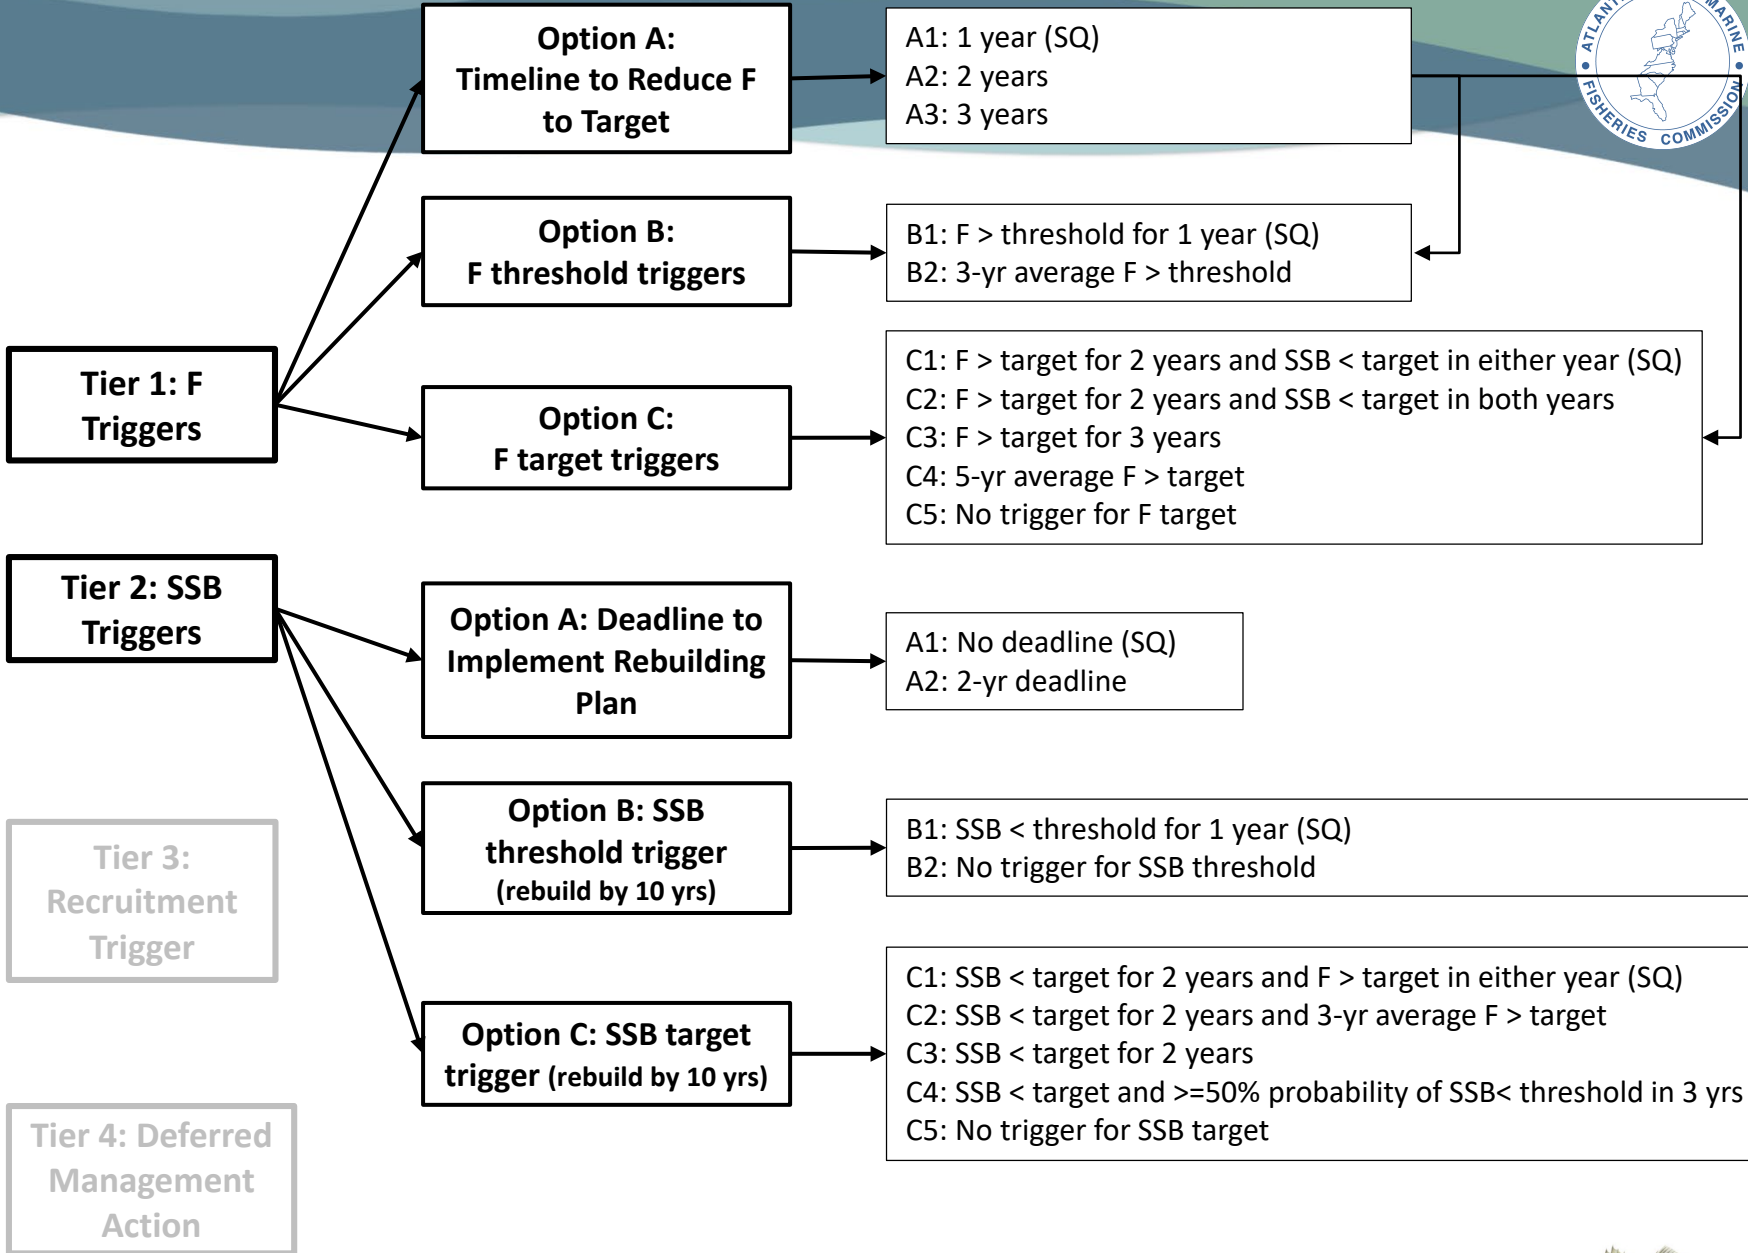 Option A:
Timeline to Reduce F
to Target
A1: 1 year (SQ)
A2: 2 years
A3: 3 years
MARINE
FISHERIES COMMISSION
Option B:
F threshold triggers
B1: F > threshold for 1 year (SQ)
B2: 3-yr average F > threshold
Tier 1: F
Triggers
Option C:
F target triggers
C1: F > target for 2 years and SSB < target in either year (SQ)
C2: F > target for 2 years and SSB < target in both years
C3: F > target for 3 years
C4: 5-yr average F > target
C5: No trigger for F target
Tier 2: SSB
Triggers
Option A: Deadline to
Implement Rebuilding
Plan
A1: No deadline (SQ)
A2: 2-yr deadline
Option B: SSB
threshold trigger
(rebuild by 10 yrs)
B1: SSB < threshold for 1 year (SQ)
B2: No trigger for SSB threshold
Tier 3:
Recruitment
Trigger
Option C: SSB target
trigger (rebuild by 10 yrs)
C1: SSB < target for 2 years and F > target in either year (SQ)
C2: SSB < target for 2 years and 3-yr average F > target
C3: SSB < target for 2 years
C4: SSB < target and >=50% probability of SSB< threshold in 3 yrs
C5: No trigger for SSB target
Tier 4: Deferred
Management
Action